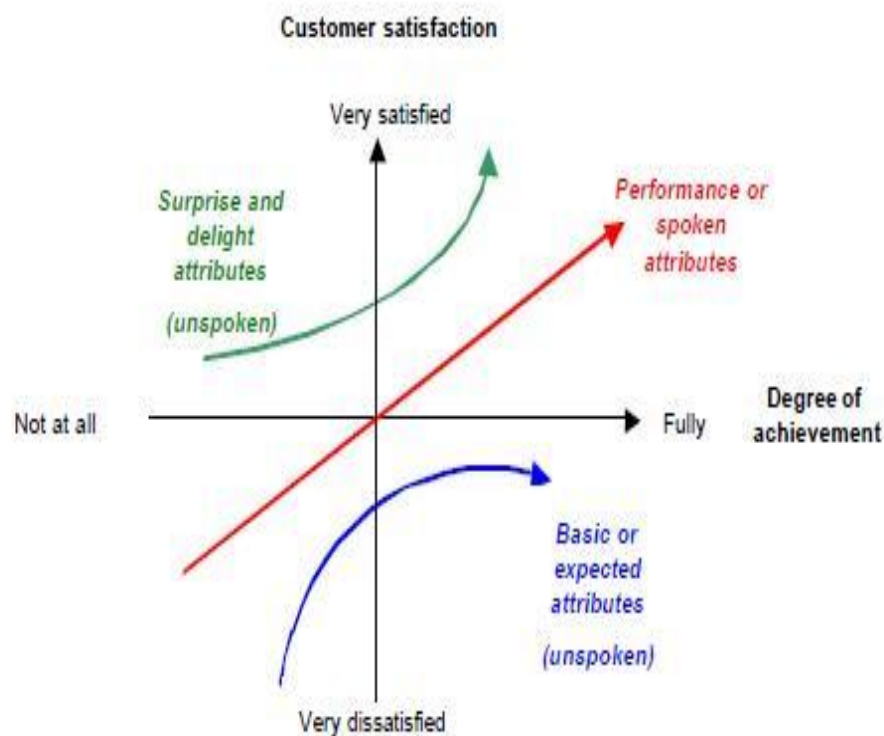 Customer satisfaction
Very satisfied
Surprise and
delight
attributes
(unspoken)
Performance or
spoken
attributes
Not at all
Fully
Degree of
achievement
Basic or
expected
attributes
(unspoken)
Very dissatisfied